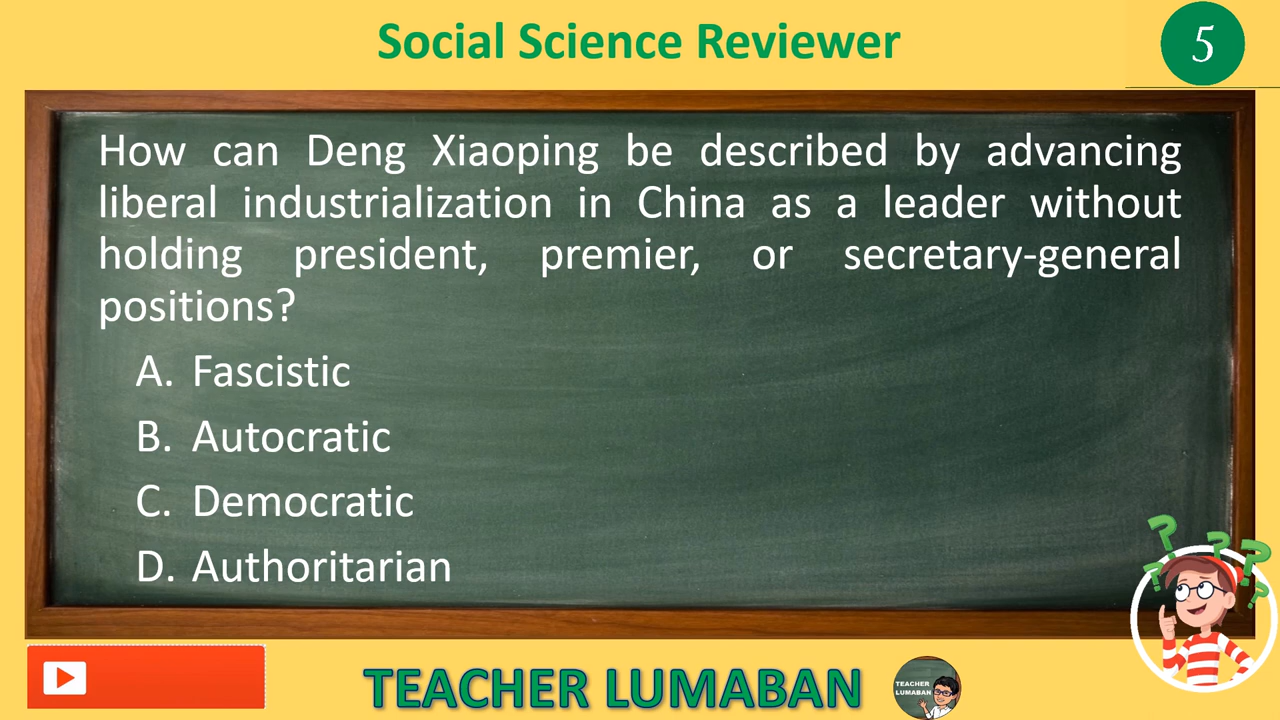 Social Science Reviewer
5
How can Deng Xiaoping be described by advancing
liberal industrialization in China as a leader without
holding president, premier, or secretary-general
positions?
A. Fascistic
B. Autocratic
C. Democratic
D. Authoritarian
TEACHER LUMABAN
TEACHER
LUMABAN